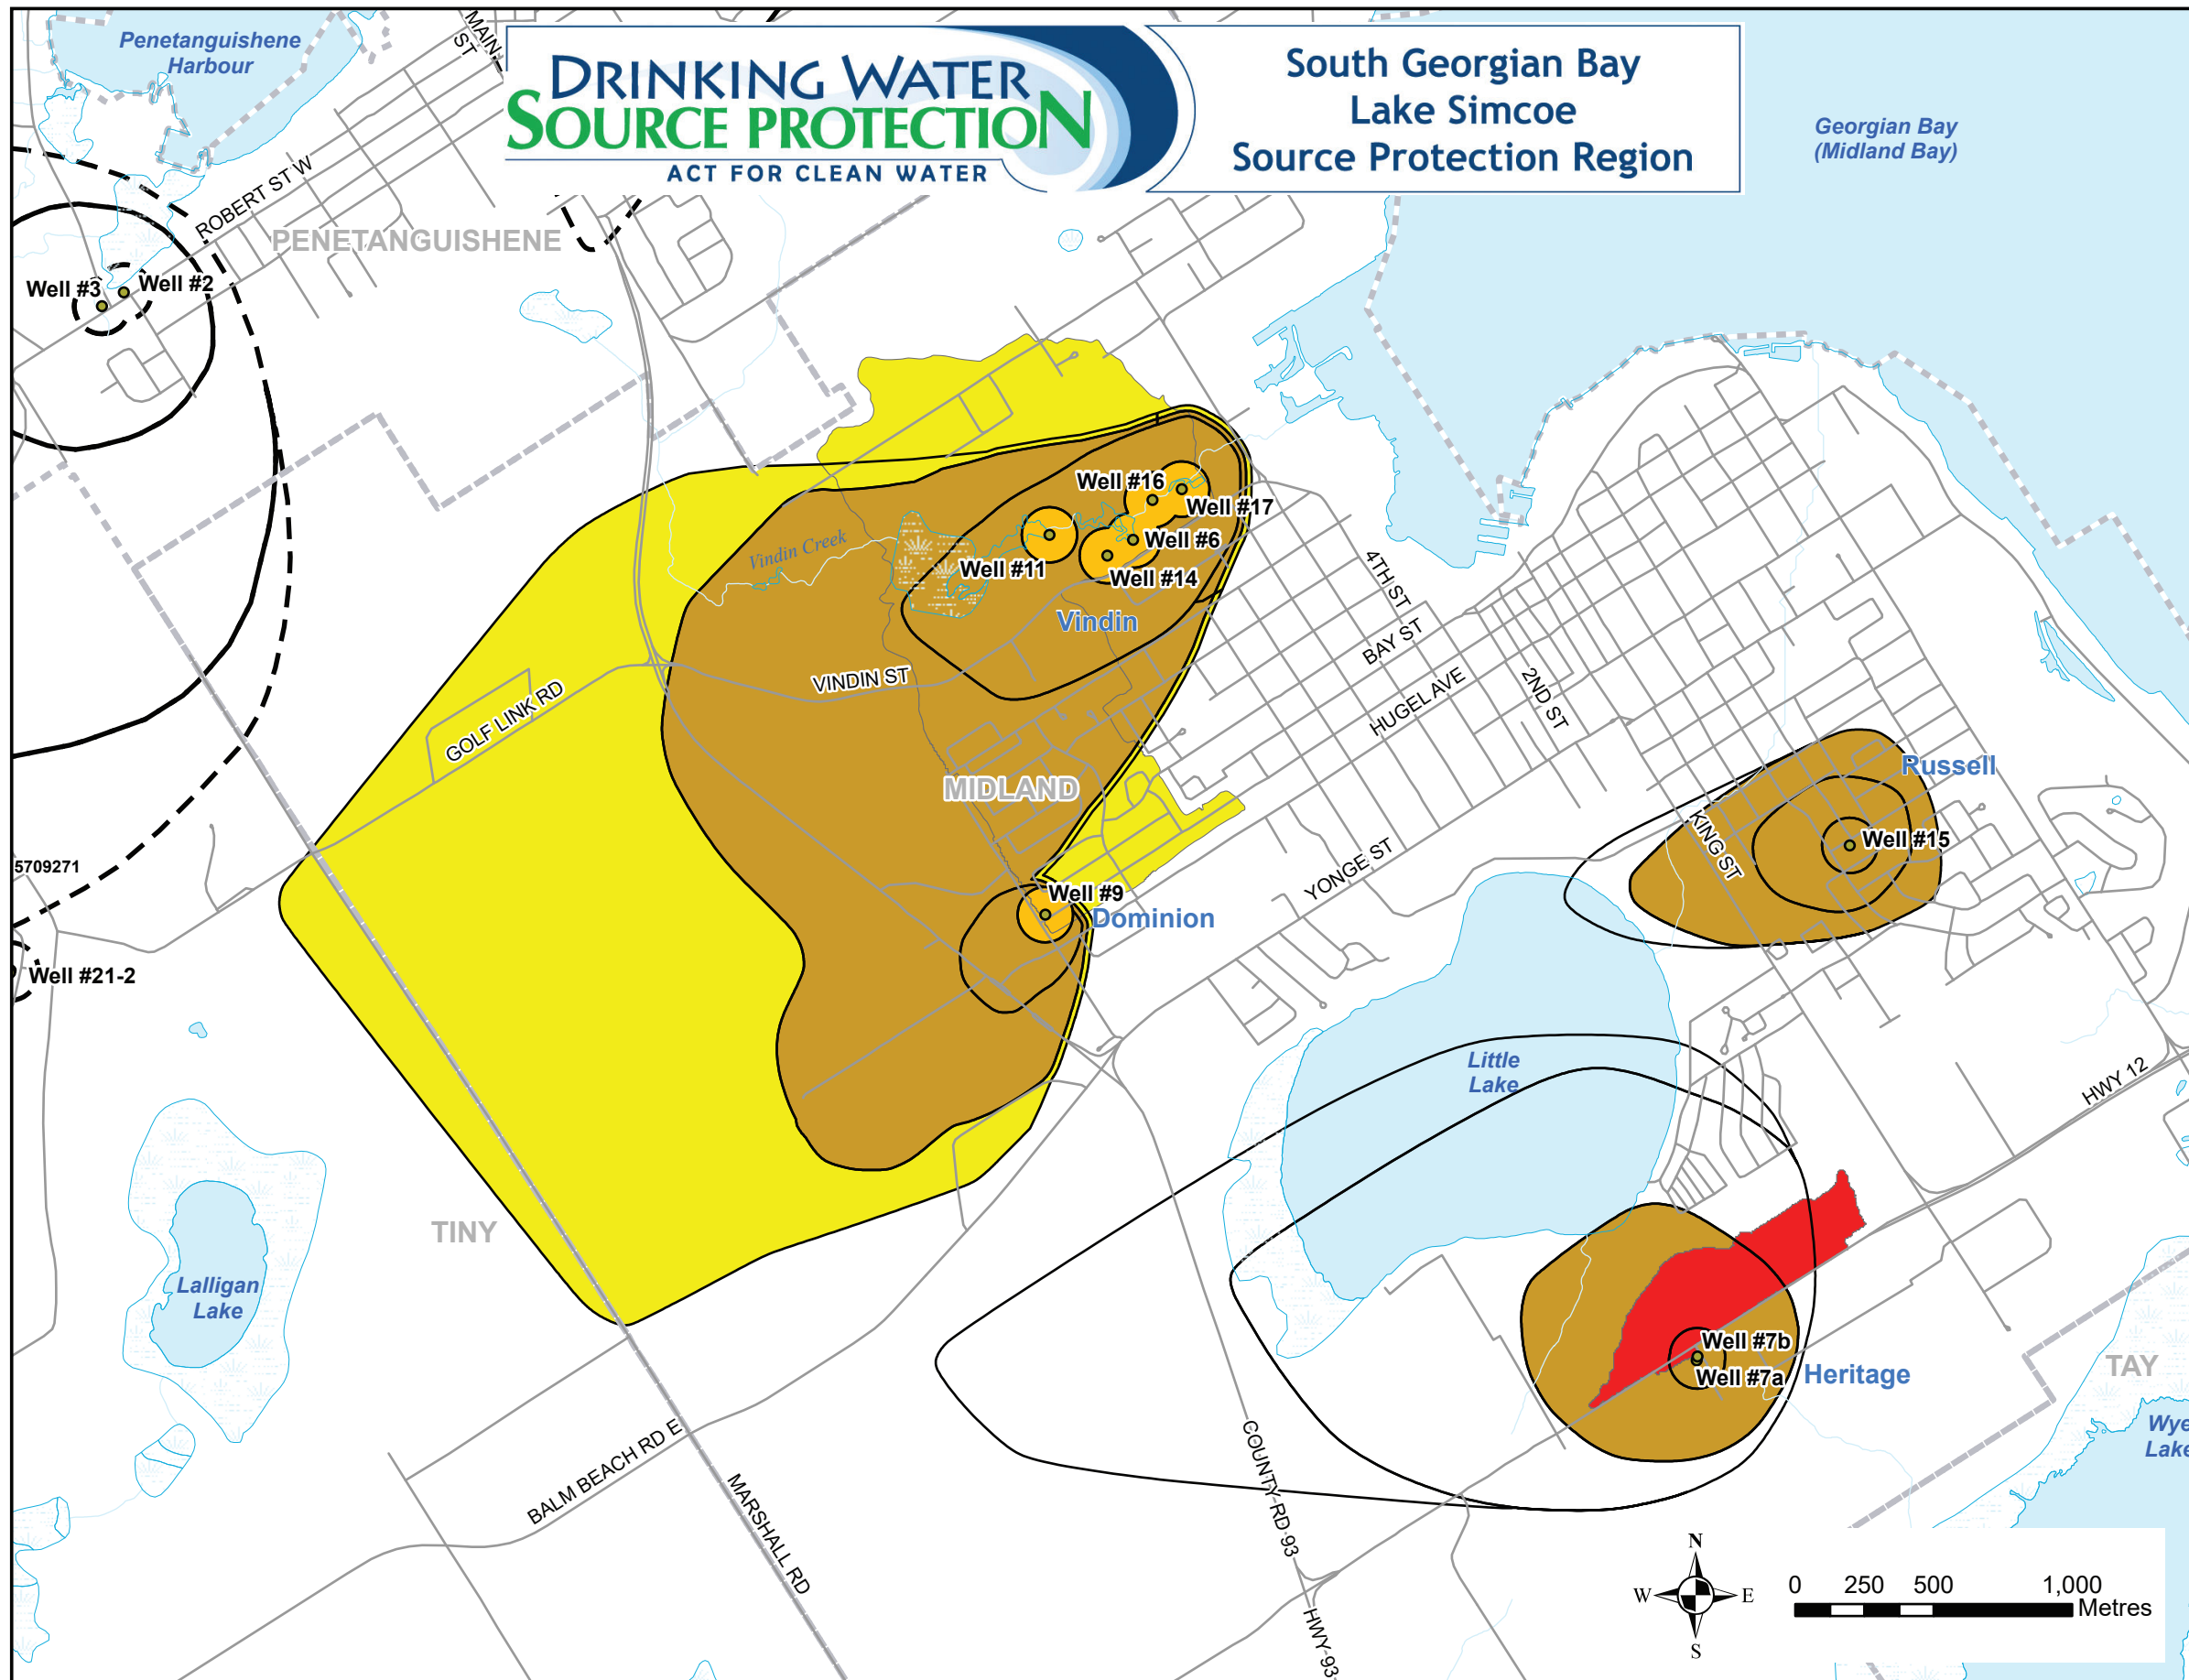 Penetanguishene
Harbour
MAIN
ST
DRINKING WATER
SOURCE PROTECTION
ACT FOR CLEAN WATER
South Georgian Bay
Lake Simcoe
Source Protection Region
Georgian Bay
(Midland Bay)
ROBERT ST W
PENETANGUISHENE
Well #3
Well #2
Well #16
Well #17
Vindin Creek
Well #6
Well #11
Well #14
Vindin
4TH ST
BAY ST
VINDIN ST
HUGEL AVE
2ND ST
GOLF LINK RD
MIDLAND
Russell
KING ST
Well #15
5709271
YONGE ST
Well #9
Dominion
Well #21-2
Little
Lake
HWY 12
TINY
Lalligan
Lake
Well #7b
Well #7a
Heritage
TAY
Wye
Lake
BALM BEACH RD E
MARSHALL RD
COUNTY RD 93
HWY 93
N
W
E
S
0 250 500 1,000
Metres